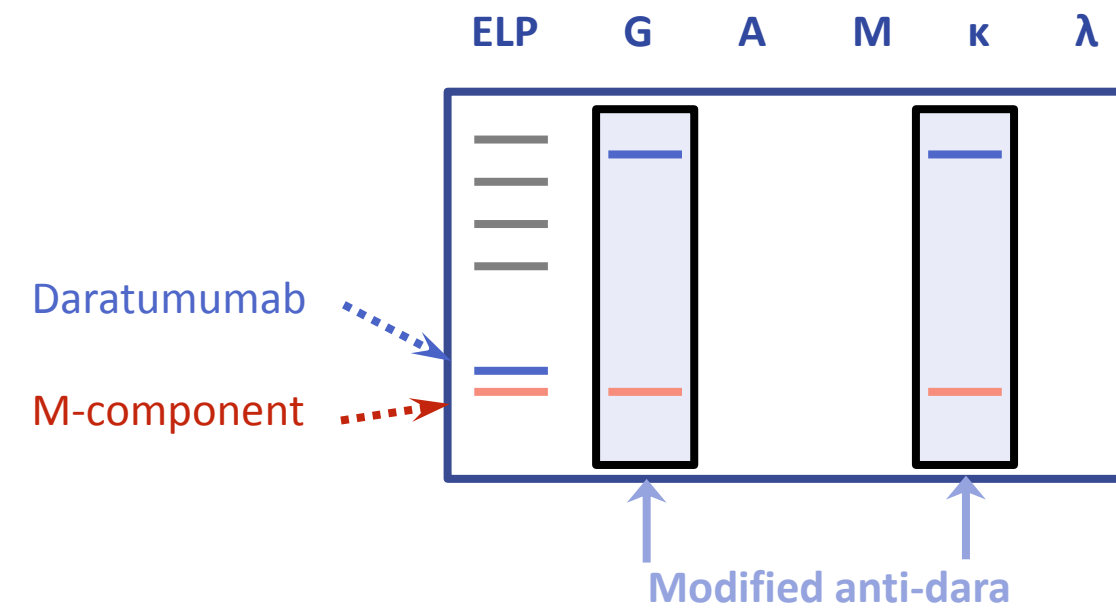 ELP G A M κ λ
Daratumumab
M-component
Modified anti-dara